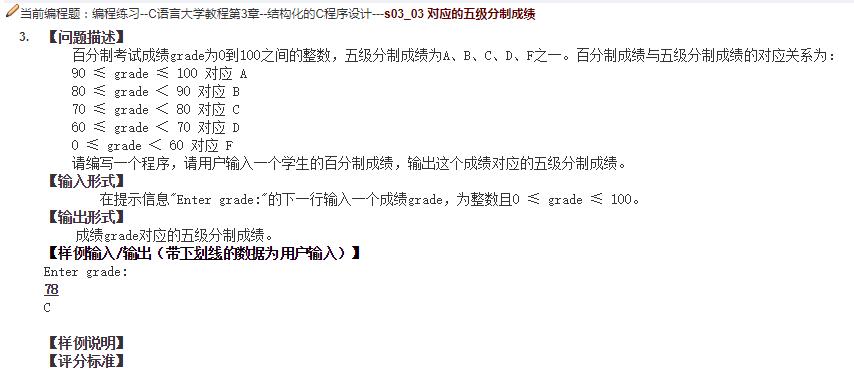 当前编程题：编程练习--C语言大学教程第3章--结构化的C程序设计---s03_03 对应的五级分制成绩
3. 【问题描述】
百分制考试成绩grade为0到100之间的整数，五级分制成绩为A、B、C、D、F之一。百分制成绩与五级分制成绩的对应关系为：
90 ≤ grade ≤ 100 对应 A
80 ≤ grade ＜ 90 对应 B
70 ≤ grade ＜ 80 对应 C
60 ≤ grade ＜ 70 对应 D
0 ≤ grade ＜ 60 对应 F
请编写一个程序，请用户输入一个学生的百分制成绩，输出这个成绩对应的五级分制成绩。
【输入形式】
在提示信息"Enter grade:"的下一行输入一个成绩grade，为整数且0 ≤ grade ≤ 100。
【输出形式】
成绩grade对应的五级分制成绩。
【样例输入/输出（带下划线的数据为用户输入）】
Enter grade:
78
C
【样例说明】
【评分标准】